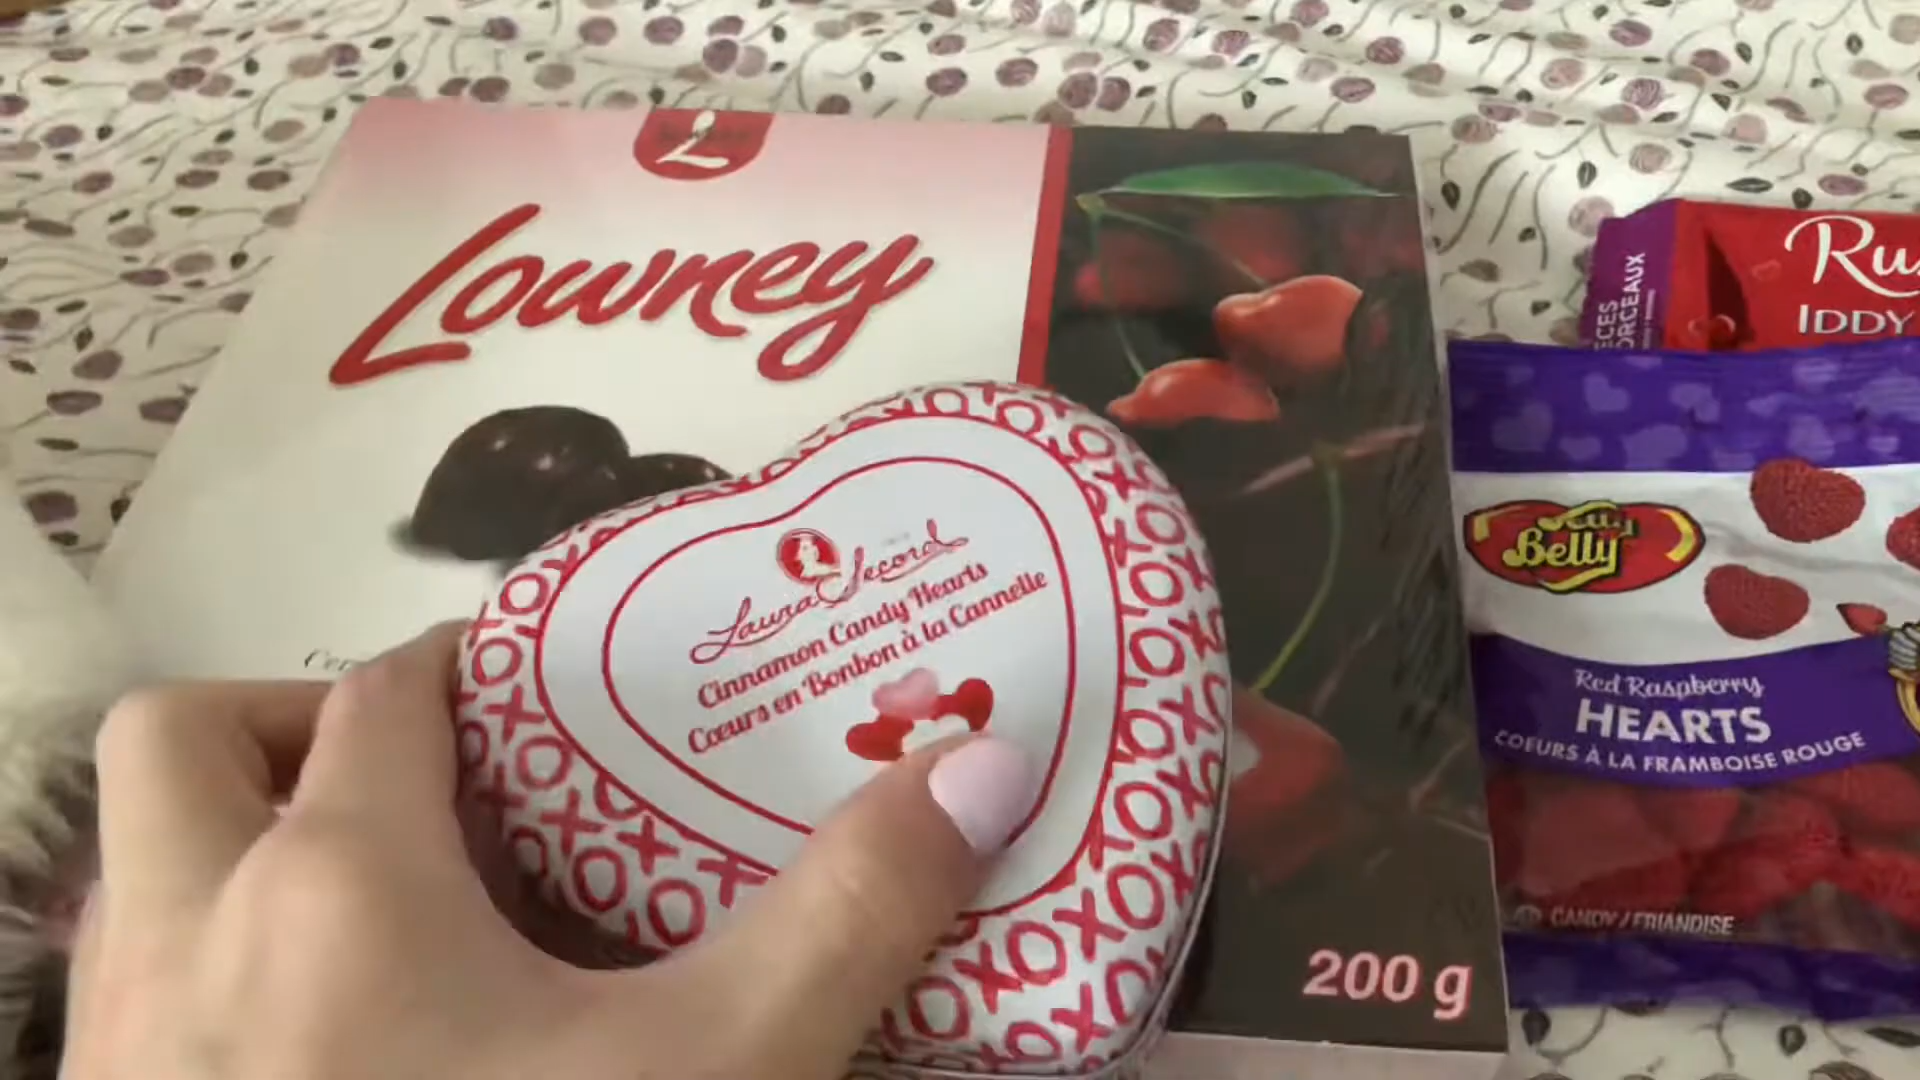 L
Lowney
200 g
Laura Secord
Cinnamon Candy Hearts
Cœurs en Bonbon à la Cannelle
IDDY
Jelly
Belly
Red Raspberry
HEARTS
COEURS À LA FRAMBOISE ROUGE
CANDY / FRIANDISE